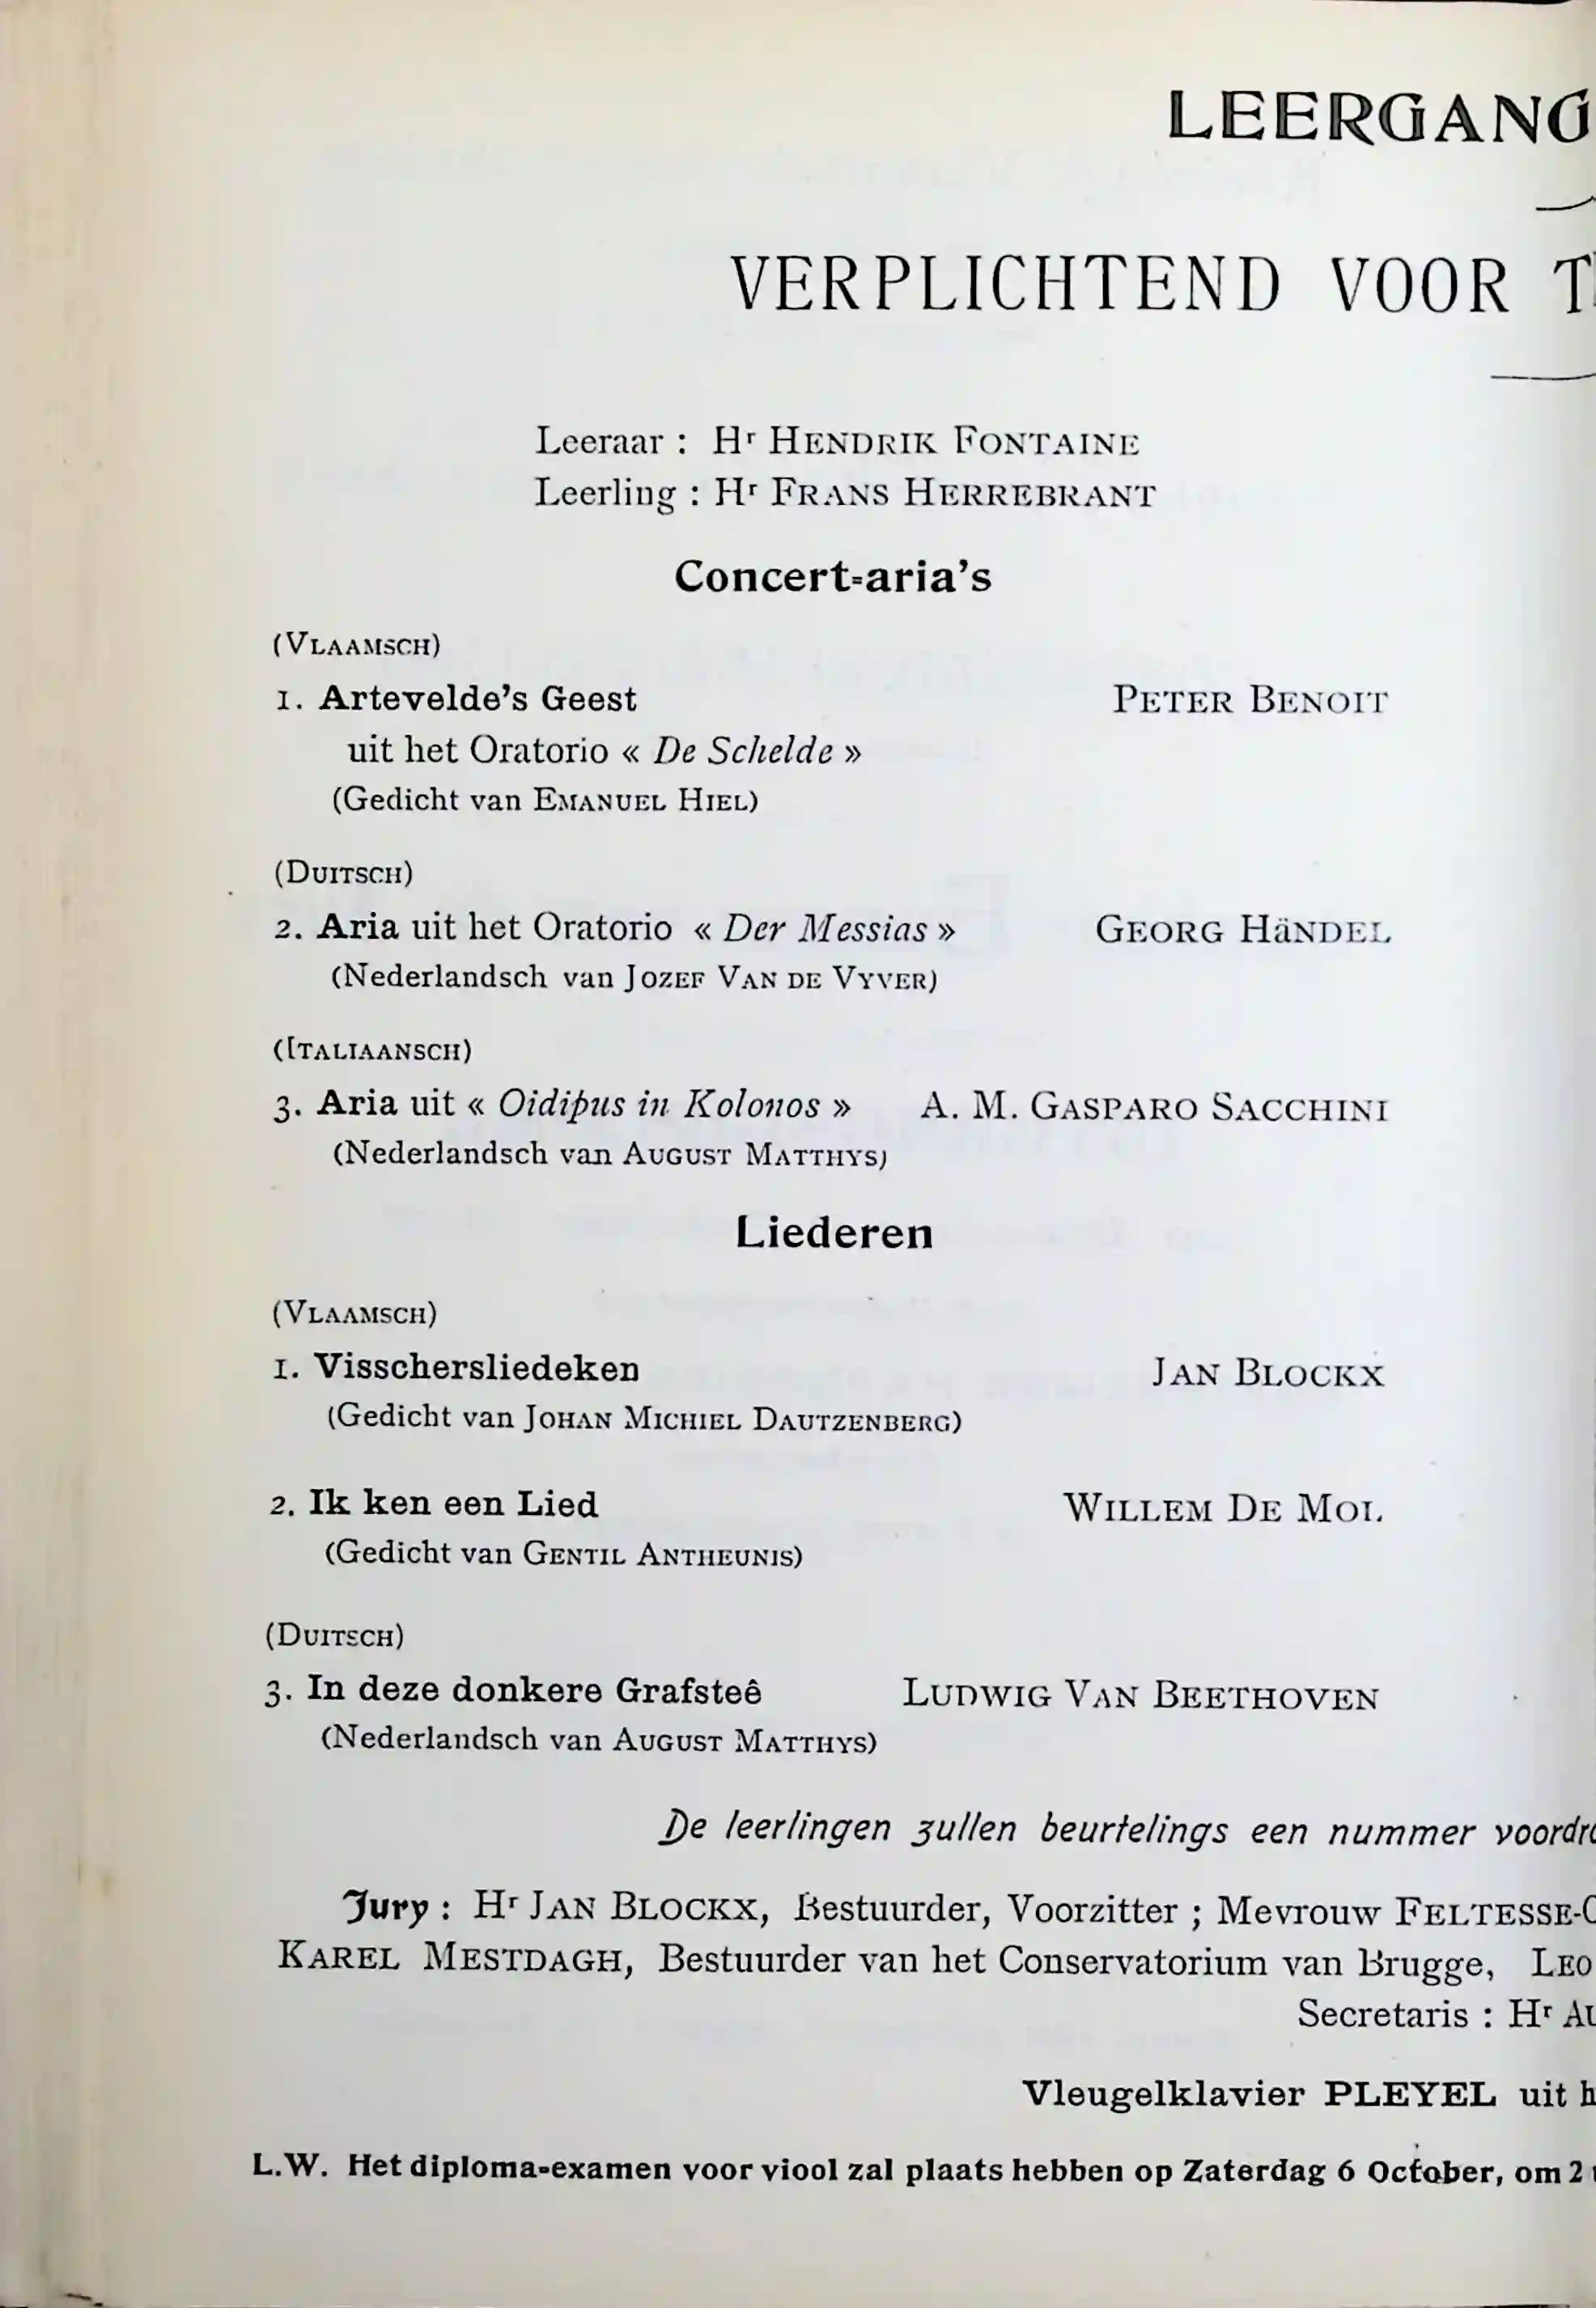 LEERGANG
VERPLICHTEND VOOR
Leeraar : Hʳ HENDRIK FONTAINE
Leerling : Hʳ FRANS HERREBRANT
Concert=aria's
(VLAAMSCH)
1. Artevelde's Geest PETER BENOIT
uit het Oratorio « De Schelde »
(Gedicht van EMANUEL HIEL)
(DUITSCH)
2. Aria uit het Oratorio « Der Messias » GEORG HäNDEL
(Nederlandsch van JOZEF VAN DE VYVER)
(ITALIAANSCH)
3. Aria uit « Oidipus in Kolonos » A. M. GASPARO SACCHINI
(Nederlandsch van AUGUST MATTHYS)
Liederen
(VLAAMSCH)
1. Visschersliedeken JAN BLOCKX
(Gedicht van JOHAN MICHIEL DAUTZENBERG)
2. Ik ken een Lied WILLEM DE MOL
(Gedicht van GENTIL ANTHEUNIS)
(DUITSCH)
3. In deze donkere Grafsteê LUDWIG VAN BEETHOVEN
(Nederlandsch van AUGUST MATTHYS)
De leerlingen zullen beurtelings een nummer
Jury : Hʳ JAN BLOCKX, Bestuurder, Voorzitter ; Mevrouw FELTESSE-
KAREL MESTDAGH, Bestuurder van het Conservatorium van Brugge, LEO
Secretaris : Hʳ
Vleugelklavier PLEYEL uit
L.W. Het diploma-examen voor viool zal plaats hebben op Zaterdag 6 October, om 2